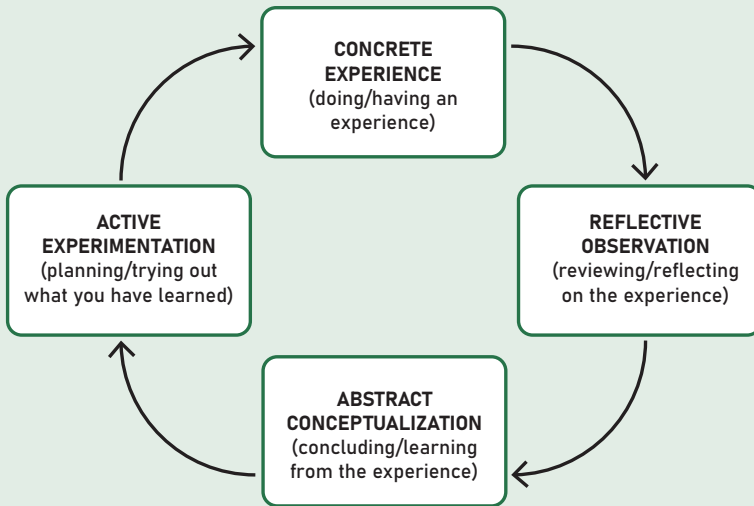 CONCRETE
EXPERIENCE
(doing/having an
experience)
REFLECTIVE
OBSERVATION
(reviewing/reflecting
on the experience)
ABSTRACT
CONCEPTUALIZATION
(concluding/learning
from the experience)
ACTIVE
EXPERIMENTATION
(planning/trying out
what you have learned)